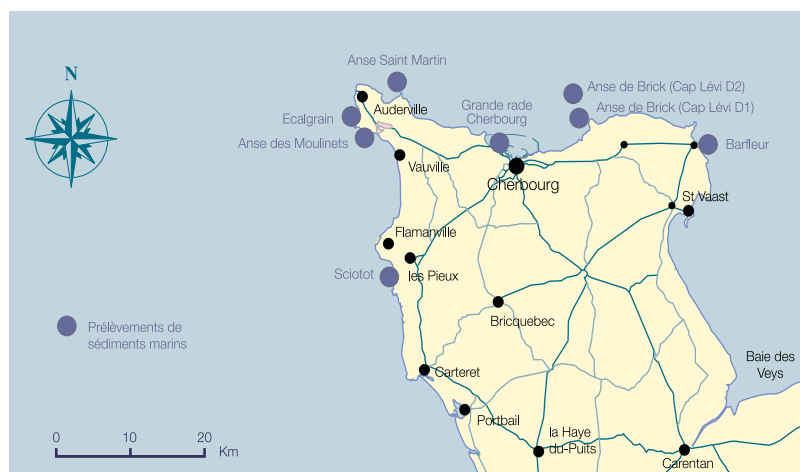 N
Anse Saint Martin
Auderville
Ecalgrain
Anse des Moulinets
Vauville
Grande rade
Cherbourg
Anse de Brick (Cap Lévi D2)
Anse de Brick (Cap Lévi D1)
Barfleur
Cherbourg
St Vaast
Flamanville
les Pieux
Sciotot
Bricquebec
Prélèvements de
sédiments marins
Carteret
Baie des
Veys
Portbail
la Haye
du-Puits
Carentan
0 10 20
Km